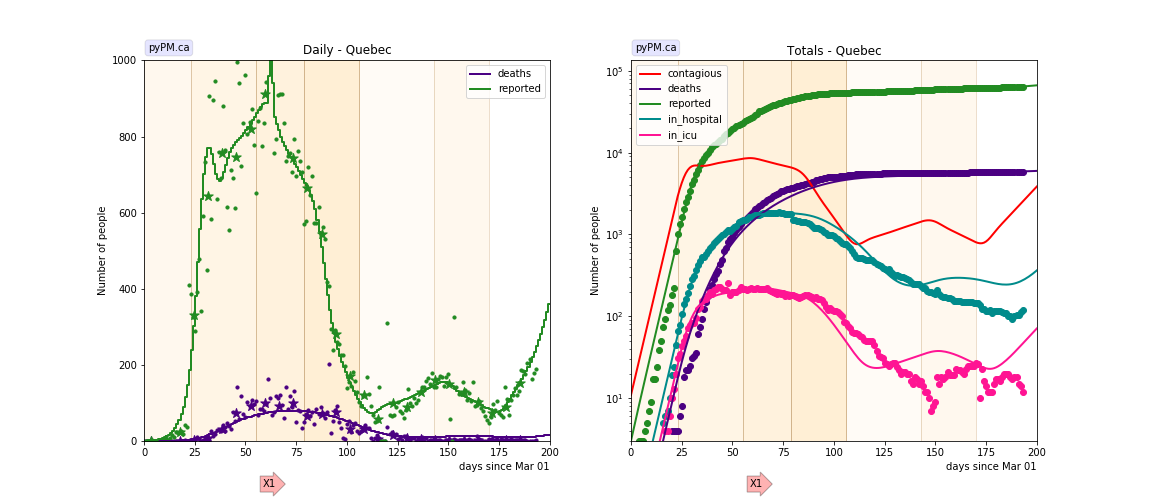 pyPM.ca
Daily - Quebec
deaths
reported
1000
800
600
400
200
0
Number of people
0 25 50 75 100 125 150 175 200
days since Mar 01
X1
pyPM.ca
Totals - Quebec
contagious
deaths
reported
in_hospital
in_icu
10^5
10^4
10^3
10^2
10^1
Number of people
0 25 50 75 100 125 150 175 200
days since Mar 01
X1